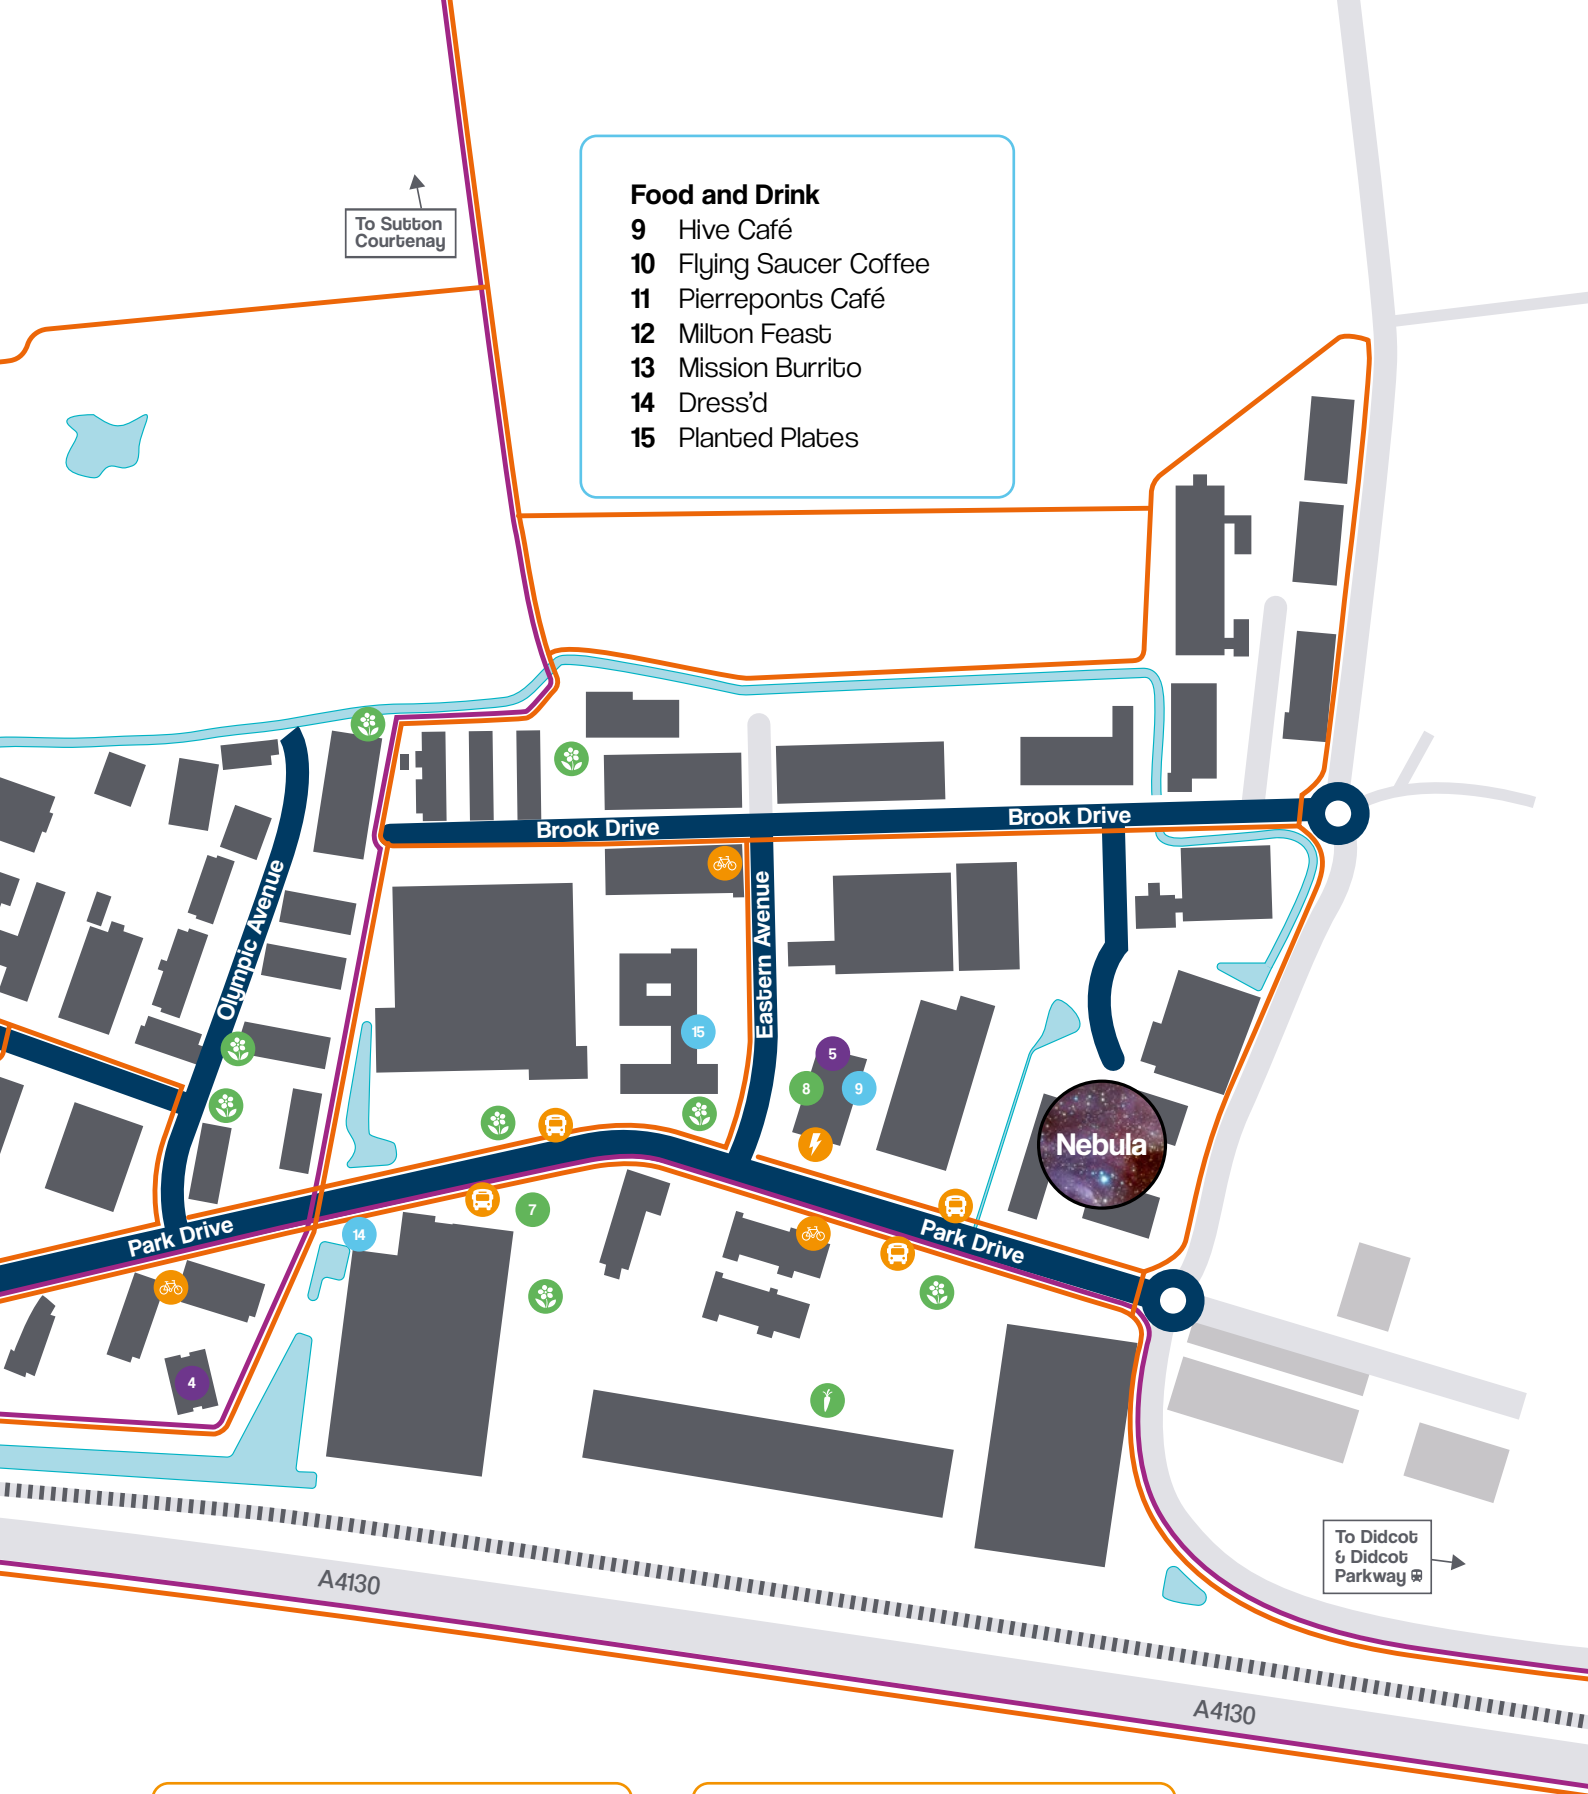 To Sutton
Courtenay
Food and Drink
9 Hive Café
10 Flying Saucer Coffee
11 Pierreponts Café
12 Milton Feast
13 Mission Burrito
14 Dress’d
15 Planted Plates
Brook Drive
Brook Drive
Olympic Avenue
Eastern Avenue
15
5
8
9
Nebula
7
14
Park Drive
Park Drive
4
To Didcot
& Didcot
Parkway
A4130
A4130